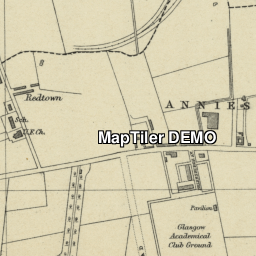 Redtown
ANNIES
Sch.
U.F.Ch.
MapTiler DEMO
Pavilion
Glasgow
Academical
Club Ground